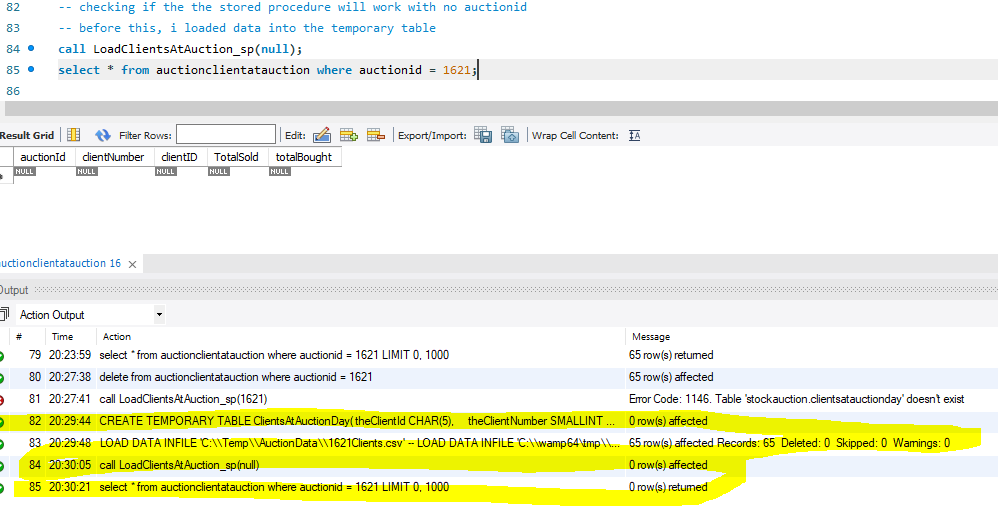 82 -- checking if the the stored procedure will work with no auctionid
83 -- before this, i loaded data into the temporary table
84 call LoadClientsAtAuction_sp(null);
85 select * from auctionclientatauction where auctionid = 1621;
86
Result Grid Filter Rows: Edit: Export/Import: Wrap Cell Content: IA
auctionId clientNumber clientID TotalSold totalBought
NULL NULL NULL NULL NULL
auctionclientatauction 16
Output
Action Output
# Time Action Message
79 20:23:59 select * from auctionclientatauction where auctionid = 1621 LIMIT 0, 1000 65 row(s) returned
80 20:27:38 delete from auctionclientatauction where auctionid = 1621 65 row(s) affected
81 20:27:41 call LoadClientsAtAuction_sp(1621) Error Code: 1146. Table 'stockauction.clientsatauctionday' doesn't exist
82 20:29:44 CREATE TEMPORARY TABLE ClientsAtAuctionDay( theClientId CHAR(5), theClientNumber SMALLINT ... 0 row(s) affected
83 20:29:48 LOAD DATA INFILE 'C:\\Temp\\AuctionData\\1621Clients.csv' -- LOAD DATA INFILE 'C:\\wamp64\tmp\\... 65 row(s) affected Records: 65 Deleted: 0 Skipped: 0 Warnings: 0
84 20:30:05 call LoadClientsAtAuction_sp(null) 0 row(s) affected
85 20:30:21 select * from auctionclientatauction where auctionid = 1621 LIMIT 0, 1000 0 row(s) returned